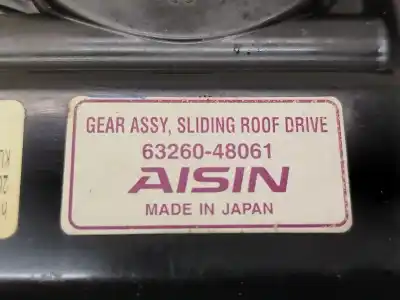 GEAR ASSY, SLIDING ROOF DRIVE
63260-48061
AISIN
MADE IN JAPAN